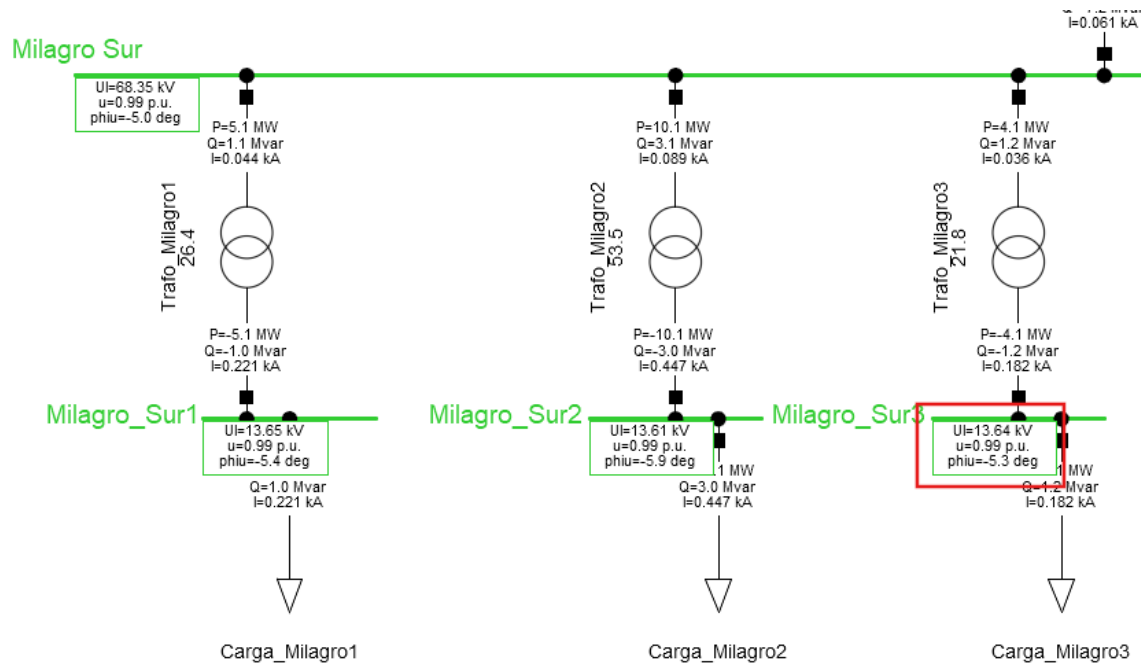 I=0.061 kA
Milagro Sur
Ul=68.35 kV
u=0.99 p.u.
phiu=-5.0 deg
P=5.1 MW
Q=1.1 Mvar
I=0.044 kA
P=10.1 MW
Q=3.1 Mvar
I=0.089 kA
P=4.1 MW
Q=1.2 Mvar
I=0.036 kA
Trafo_Milagro1
26.4
Trafo_Milagro2
53.5
Trafo_Milagro3
21.8
P=-5.1 MW
Q=-1.0 Mvar
I=0.221 kA
P=-10.1 MW
Q=-3.0 Mvar
I=0.447 kA
P=-4.1 MW
Q=-1.2 Mvar
I=0.182 kA
Milagro_Sur1
Ul=13.65 kV
u=0.99 p.u.
phiu=-5.4 deg
Q=1.0 Mvar
I=0.221 kA
Milagro_Sur2
Ul=13.61 kV
u=0.99 p.u.
phiu=-5.9 deg
MW
Q=3.0 Mvar
I=0.447 kA
Milagro_Sur3
Ul=13.64 kV
u=0.99 p.u.
phiu=-5.3 deg
MW
Q=1.2 Mvar
I=0.182 kA
Carga_Milagro1
Carga_Milagro2
Carga_Milagro3